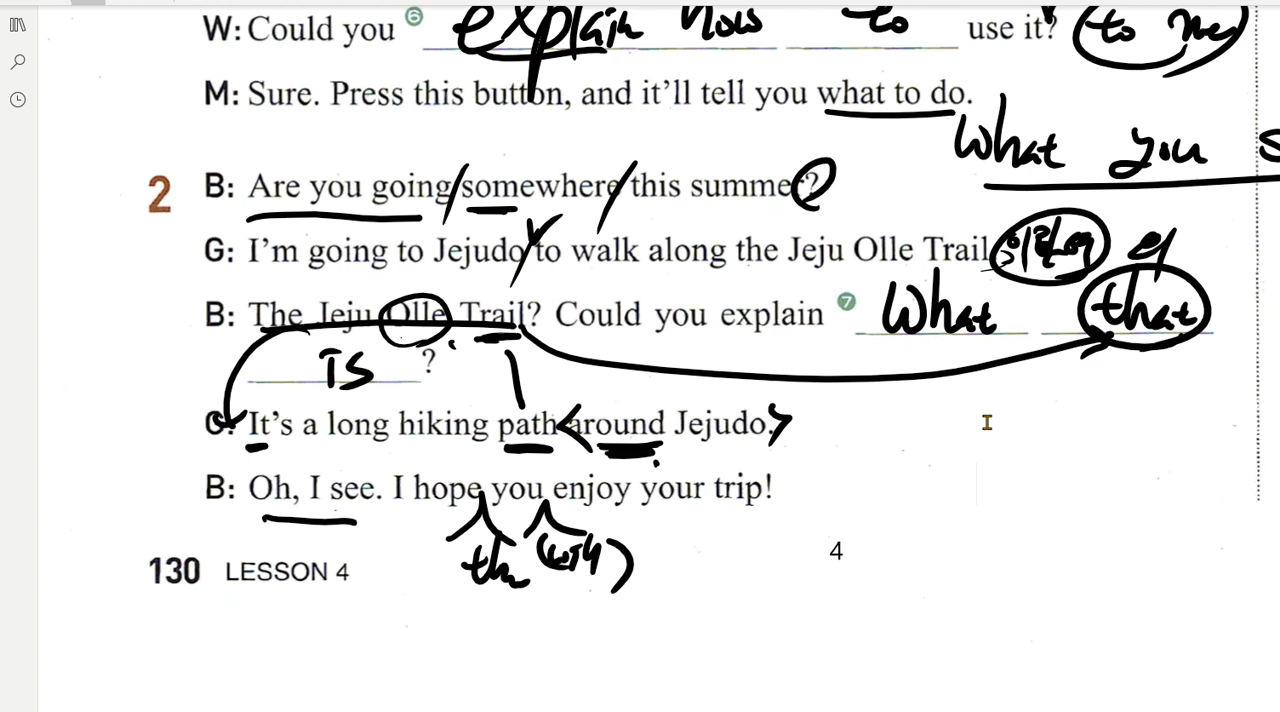 W: Could you ⑥ explain how to use it? (to me)
M: Sure. Press this button, and it'll tell you what to do.
What you s
2 B: Are you going/somewhere/this summer?
G: I'm going to Jejudo/to walk along the Jeju Olle Trail.
B: The Jeju Olle Trail? Could you explain ⑦ What that
is ?
G: It's a long hiking path <around Jejudo.>
B: Oh, I see. I hope you enjoy your trip!
130 LESSON 4
4